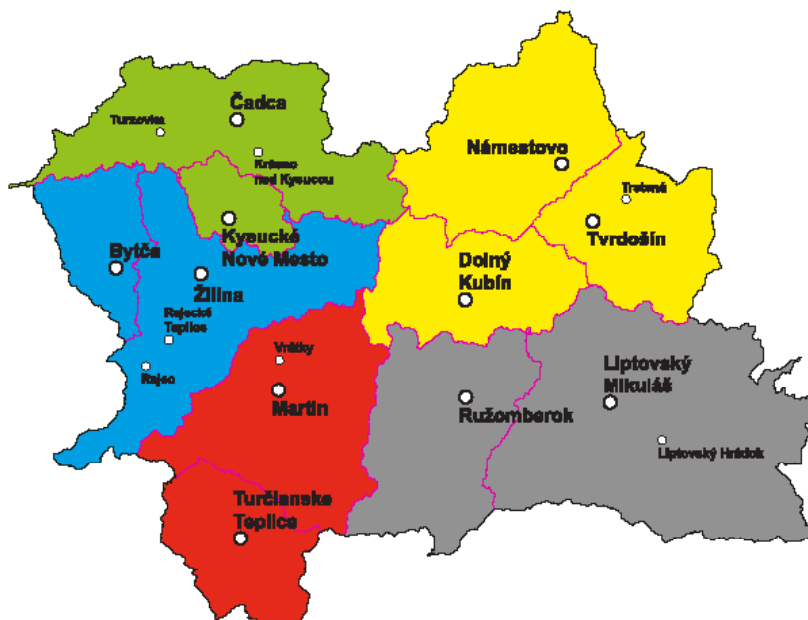 Čadca
Turzovka
Krásno
nad Kysucou
Námestovo
Trstená
Tvrdošín
Kysucké
Nové Mesto
Bytča
Žilina
Dolný
Kubín
Rajecké
Teplice
Rajec
Vrútky
Martin
Ružomberok
Liptovský
Mikuláš
Liptovský Hrádok
Turčianske
Teplice